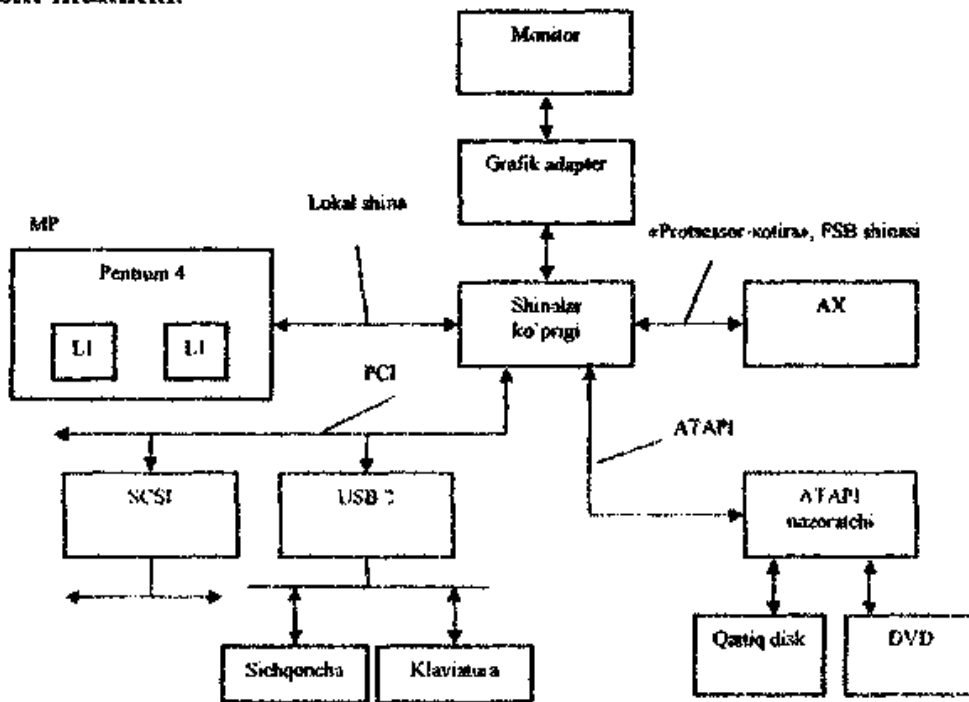 Monitor
Grafik adapter
Lokal shina
MP
«Protsessor-xotira», FSB shinasi
Pentium 4
L1
L1
Shinalar
ko`prigi
AX
PCI
ATAPI
SCSI
USB 2
ATAPI
nazoratchi
Sichqoncha
Klaviatura
Qattiq disk
DVD